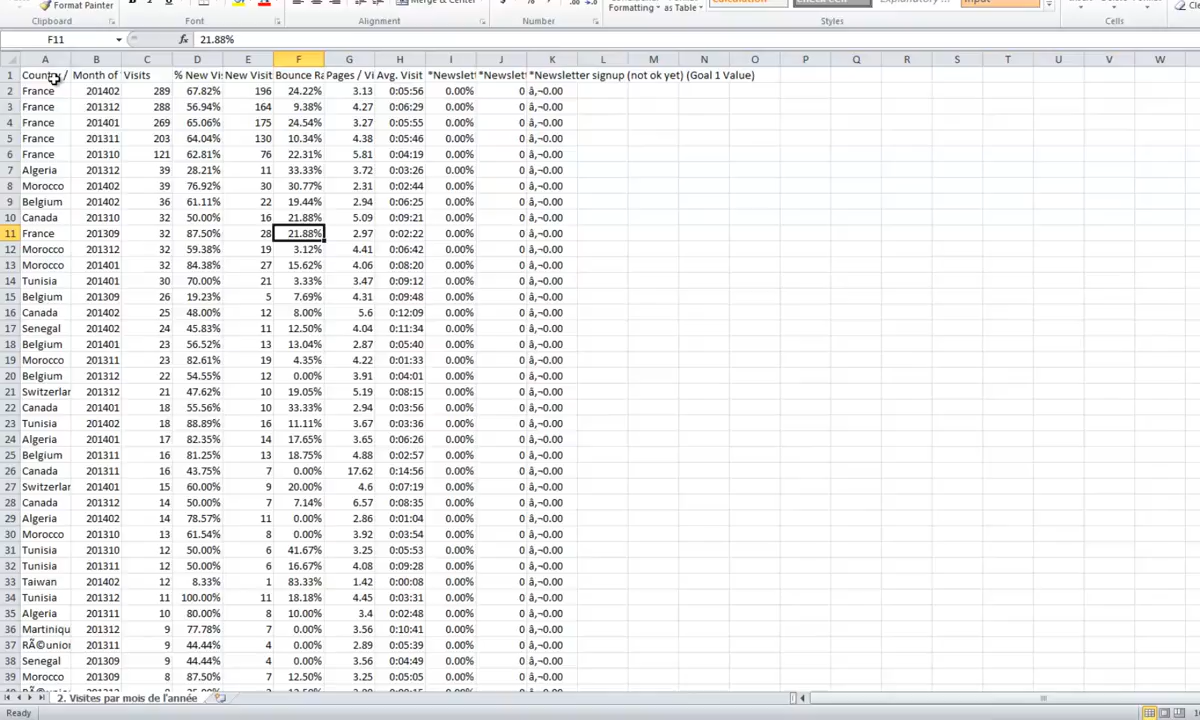 Format Painter
Merge & Center
Formatting as Table
Calculation Check Cell Explanatory ... Input
Font Alignment Number Styles Cells
F11 fx 21.88%
A B C D E F G H I J K L M N O P Q R S T U V W
1 Country / Month of Visits % New Vi: New Visit Bounce Ra Pages / Vi Avg. Visit *Newslet *Newslet *Newsletter signup (not ok yet) (Goal 1 Value)
2 France 201402 289 67.82% 196 24.22% 3.13 0:05:56 0.00% 0 â‚¬0.00
3 France 201312 288 56.94% 164 9.38% 4.27 0:06:29 0.00% 0 â‚¬0.00
4 France 201401 269 65.06% 175 24.54% 3.27 0:05:55 0.00% 0 â‚¬0.00
5 France 201311 203 64.04% 130 10.34% 4.38 0:05:46 0.00% 0 â‚¬0.00
6 France 201310 121 62.81% 76 22.31% 5.81 0:04:19 0.00% 0 â‚¬0.00
7 Algeria 201312 39 28.21% 11 33.33% 3.72 0:03:26 0.00% 0 â‚¬0.00
8 Morocco 201402 39 76.92% 30 30.77% 2.31 0:02:44 0.00% 0 â‚¬0.00
9 Belgium 201402 36 61.11% 22 19.44% 2.94 0:06:25 0.00% 0 â‚¬0.00
10 Canada 201310 32 50.00% 16 21.88% 5.09 0:09:21 0.00% 0 â‚¬0.00
11 France 201309 32 87.50% 28 21.88% 2.97 0:02:22 0.00% 0 â‚¬0.00
12 Morocco 201312 32 59.38% 19 3.12% 4.41 0:06:42 0.00% 0 â‚¬0.00
13 Morocco 201401 32 84.38% 27 15.62% 4.06 0:08:20 0.00% 0 â‚¬0.00
14 Tunisia 201401 30 70.00% 21 3.33% 3.47 0:09:12 0.00% 0 â‚¬0.00
15 Belgium 201309 26 19.23% 5 7.69% 4.31 0:09:48 0.00% 0 â‚¬0.00
16 Canada 201402 25 48.00% 12 8.00% 5.6 0:12:09 0.00% 0 â‚¬0.00
17 Senegal 201402 24 45.83% 11 12.50% 4.04 0:11:34 0.00% 0 â‚¬0.00
18 Belgium 201401 23 56.52% 13 13.04% 2.87 0:05:40 0.00% 0 â‚¬0.00
19 Morocco 201311 23 82.61% 19 4.35% 4.22 0:01:33 0.00% 0 â‚¬0.00
20 Belgium 201312 22 54.55% 12 0.00% 3.91 0:04:01 0.00% 0 â‚¬0.00
21 Switzerlar 201312 21 47.62% 10 19.05% 5.19 0:08:15 0.00% 0 â‚¬0.00
22 Canada 201401 18 55.56% 10 33.33% 2.94 0:03:56 0.00% 0 â‚¬0.00
23 Tunisia 201402 18 88.89% 16 11.11% 3.67 0:03:36 0.00% 0 â‚¬0.00
24 Algeria 201401 17 82.35% 14 17.65% 3.65 0:06:26 0.00% 0 â‚¬0.00
25 Belgium 201311 16 81.25% 13 18.75% 4.88 0:02:57 0.00% 0 â‚¬0.00
26 Canada 201311 16 43.75% 7 0.00% 17.62 0:14:56 0.00% 0 â‚¬0.00
27 Switzerlar 201401 15 60.00% 9 20.00% 4.6 0:07:19 0.00% 0 â‚¬0.00
28 Canada 201312 14 50.00% 7 7.14% 6.57 0:08:35 0.00% 0 â‚¬0.00
29 Algeria 201402 14 78.57% 11 0.00% 2.86 0:01:04 0.00% 0 â‚¬0.00
30 Morocco 201310 13 61.54% 8 0.00% 3.92 0:03:54 0.00% 0 â‚¬0.00
31 Tunisia 201310 12 50.00% 6 41.67% 3.25 0:05:53 0.00% 0 â‚¬0.00
32 Tunisia 201311 12 50.00% 6 16.67% 4.08 0:09:28 0.00% 0 â‚¬0.00
33 Taiwan 201402 12 8.33% 1 83.33% 1.42 0:00:08 0.00% 0 â‚¬0.00
34 Tunisia 201312 11 100.00% 11 18.18% 4.45 0:03:31 0.00% 0 â‚¬0.00
35 Algeria 201311 10 80.00% 8 10.00% 3.4 0:02:48 0.00% 0 â‚¬0.00
36 Martiniqu 201312 9 77.78% 7 0.00% 3.56 0:10:41 0.00% 0 â‚¬0.00
37 RÃ©union 201311 9 44.44% 4 0.00% 2.89 0:05:39 0.00% 0 â‚¬0.00
38 Senegal 201309 9 44.44% 4 0.00% 3.56 0:04:49 0.00% 0 â‚¬0.00
39 Morocco 201309 8 87.50% 7 12.50% 3.38 0:05:05 0.00% 0 â‚¬0.00
2. Visites par mois de l'année
Ready